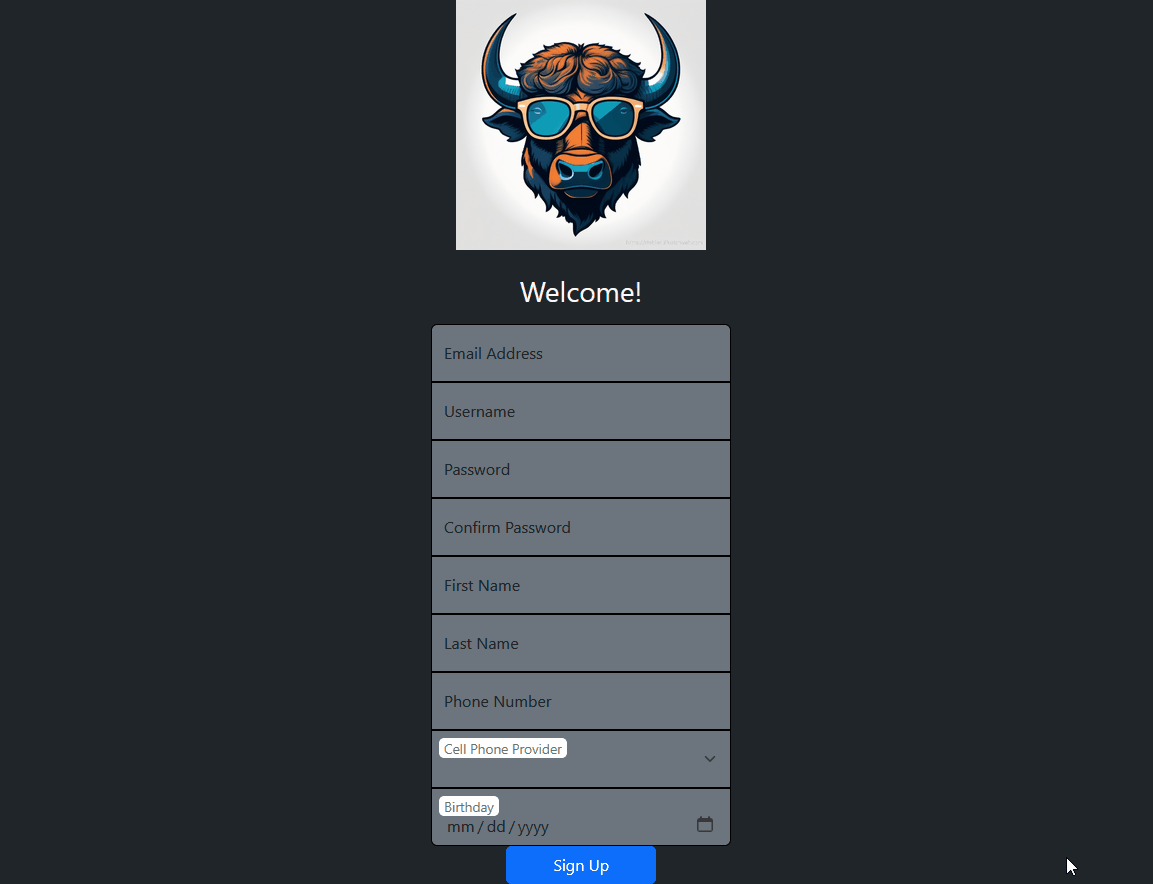 Welcome!
Email Address
Username
Password
Confirm Password
First Name
Last Name
Phone Number
Cell Phone Provider
Birthday
mm/dd/yyyy
Sign Up